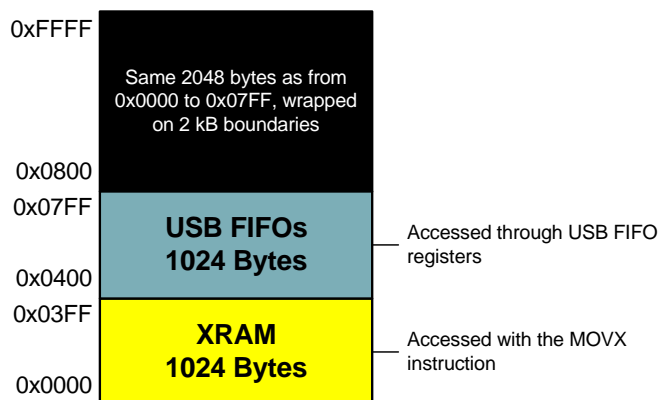 0xFFFF
Same 2048 bytes as from
0x0000 to 0x07FF, wrapped
on 2 kB boundaries
0x0800
0x07FF
USB FIFOs
1024 Bytes
Accessed through USB FIFO
registers
0x0400
0x03FF
XRAM
1024 Bytes
Accessed with the MOVX
instruction
0x0000